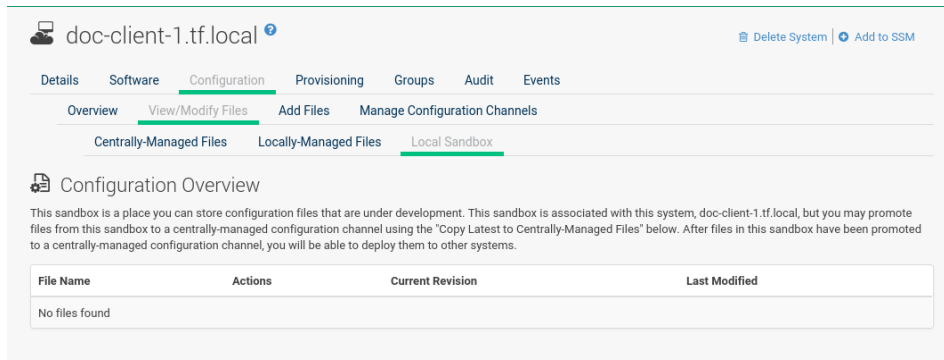 doc-client-1.tf.local ?
Delete System | Add to SSM
Details Software Configuration Provisioning Groups Audit Events
Overview View/Modify Files Add Files Manage Configuration Channels
Centrally-Managed Files Locally-Managed Files Local Sandbox
Configuration Overview
This sandbox is a place you can store configuration files that are under development. This sandbox is associated with this system, doc-client-1.tf.local, but you may promote
files from this sandbox to a centrally-managed configuration channel using the "Copy Latest to Centrally-Managed Files" below. After files in this sandbox have been promoted
to a centrally-managed configuration channel, you will be able to deploy them to other systems.
File Name Actions Current Revision Last Modified
No files found